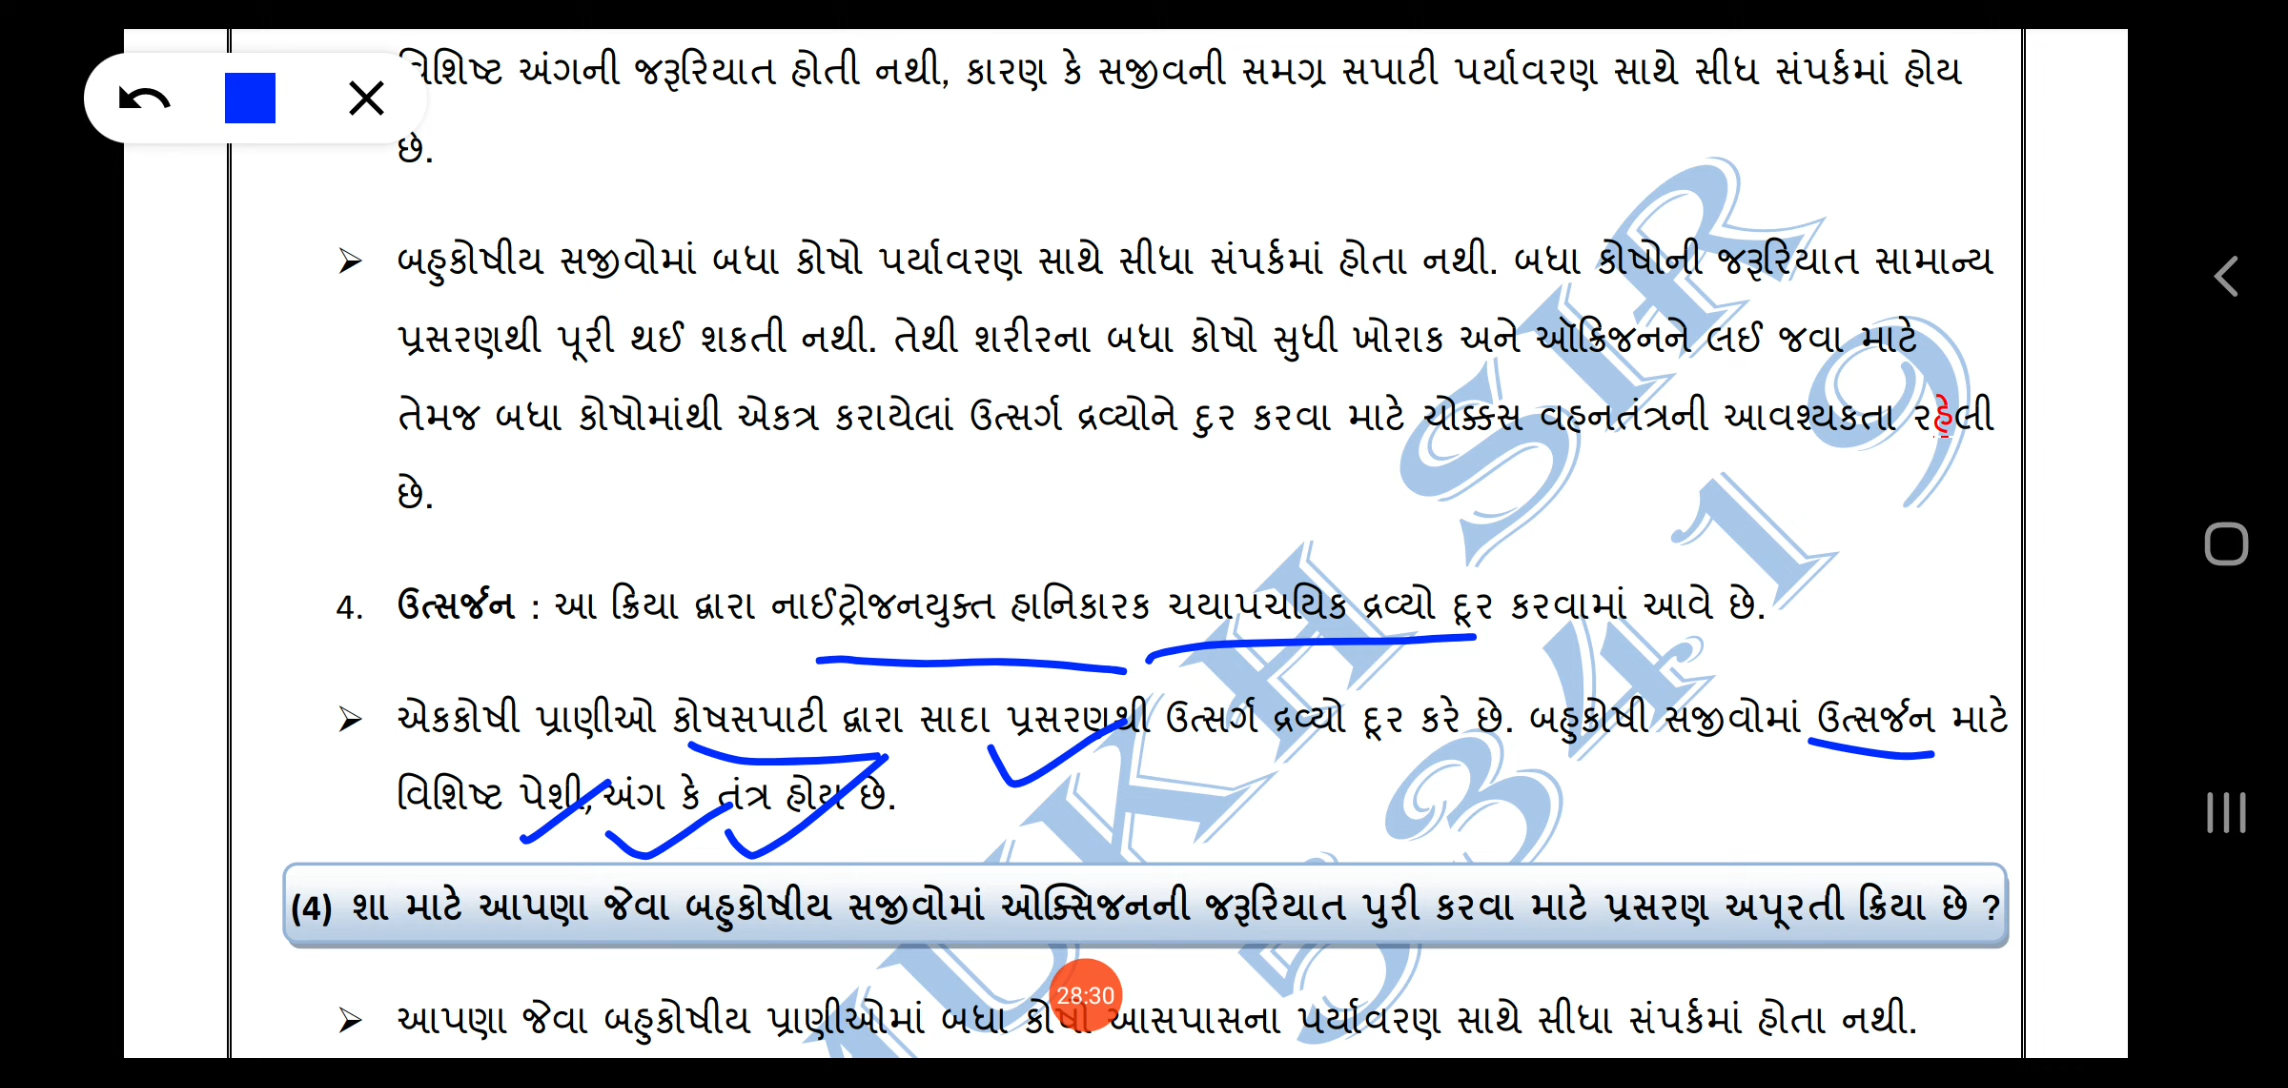 વિશિષ્ટ અંગની જરૂરિયાત હોતી નથી, કારણ કે સજીવની સમગ્ર સપાટી પર્યાવરણ સાથે સીધ સંપર્કમાં હોય
છે.
➢ બહુકોષીય સજીવોમાં બધા કોષો પર્યાવરણ સાથે સીધા સંપર્કમાં હોતા નથી. બધા કોષોની જરૂરિયાત સામાન્ય
પ્રસરણથી પૂરી થઈ શકતી નથી. તેથી શરીરના બધા કોષો સુધી ખોરાક અને ઑક્રિજનને લઈ જવા માટે
તેમજ બધા કોષોમાંથી એકત્ર કરાયેલાં ઉત્સર્ગ દ્રવ્યોને દુર કરવા માટે ચોક્કસ વહનતંત્રની આવશ્યકતા રહેલી
છે.
4. ઉત્સર્જન : આ ક્રિયા દ્વારા નાઈટ્રોજનયુક્ત હાનિકારક ચયાપચયિક દ્રવ્યો દૂર કરવામાં આવે છે.
➢ એકકોષી પ્રાણીઓ કોષસપાટી દ્વારા સાદા પ્રસરણથી ઉત્સર્ગ દ્રવ્યો દૂર કરે છે. બહુકોષી સજીવોમાં ઉત્સર્જન માટે
વિશિષ્ટ પેશી, અંગ કે તંત્ર હોય છે.
(4) શા માટે આપણા જેવા બહુકોષીય સજીવોમાં ઓક્સિજનની જરૂરિયાત પુરી કરવા માટે પ્રસરણ અપૂરતી ક્રિયા છે ?
28:30
➢ આપણા જેવા બહુકોષીય પ્રાણીઓમાં બધા કોષો આસપાસના પર્યાવરણ સાથે સીધા સંપર્કમાં હોતા નથી.
MUKH SIR
53419